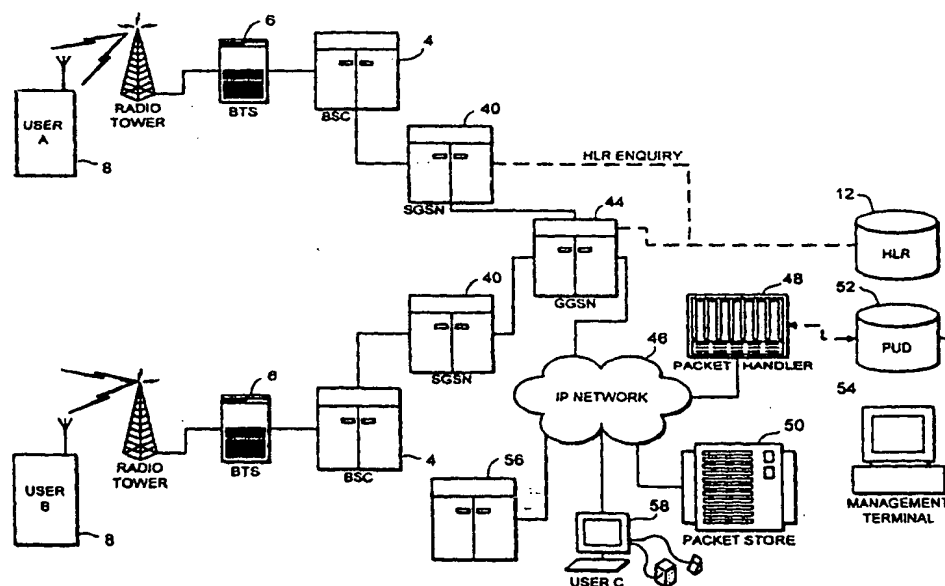 6
4
USER
A
8
RADIO
TOWER
BTS
BSC
40
SGSN
HLR ENQUIRY
44
GGSN
12
HLR
40
SGSN
48
PACKET HANDLER
52
PUD
46
IP NETWORK
54
MANAGEMENT
TERMINAL
6
USER
B
8
RADIO
TOWER
BTS
BSC
4
56
58
USER C
50
PACKET STORE